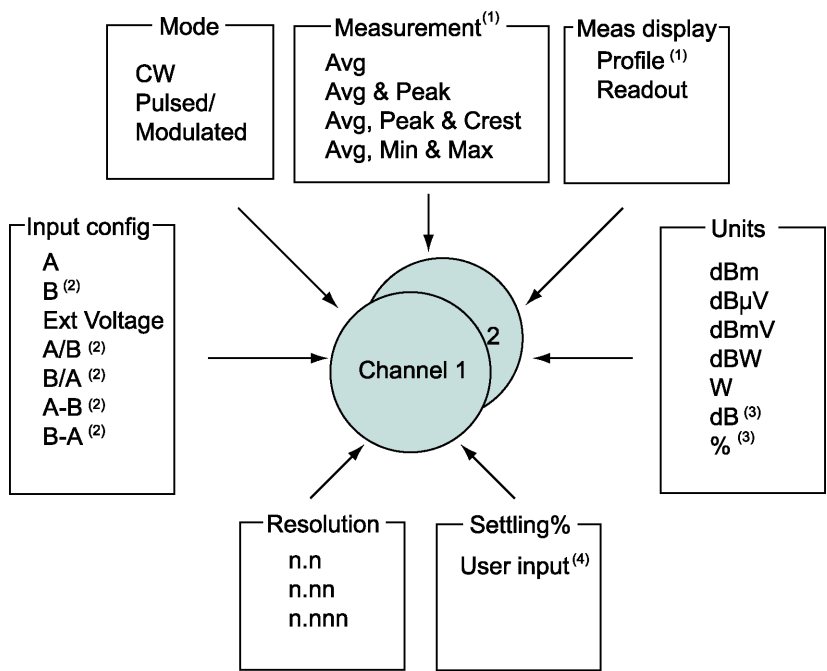 Mode
CW
Pulsed/
Modulated
Measurement(1)
Avg
Avg & Peak
Avg, Peak & Crest
Avg, Min & Max
Meas display
Profile (1)
Readout
Input config
A
B (2)
Ext Voltage
A/B (2)
B/A (2)
A-B (2)
B-A (2)
Channel 1
2
Units
dBm
dBµV
dBmV
dBW
W
dB (3)
% (3)
Resolution
n.n
n.nn
n.nnn
Settling%
User input(4)